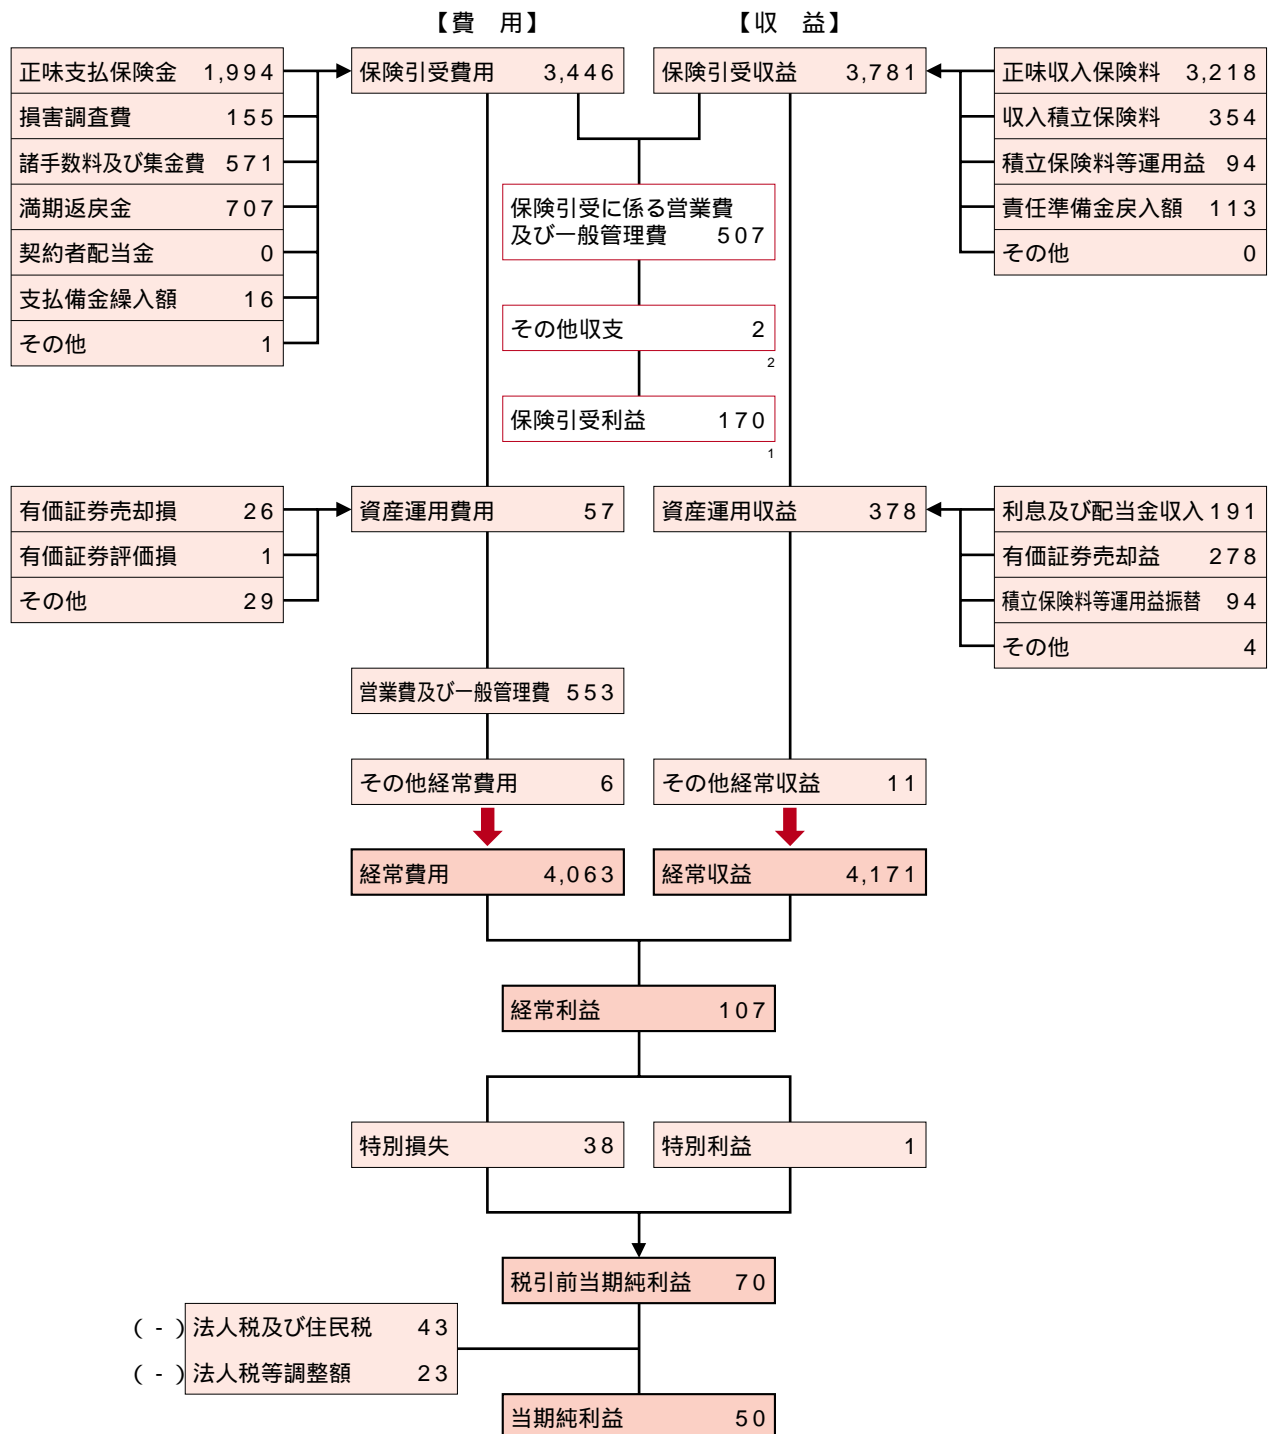 【費 用】
【収 益】
正味支払保険金 1,994
損害調査費 155
諸手数料及び集金費 571
満期返戻金 707
契約者配当金 0
支払備金繰入額 16
その他 1
保険引受費用 3,446
保険引受収益 3,781
正味収入保険料 3,218
収入積立保険料 354
積立保険料等運用益 94
責任準備金戻入額 113
その他 0
保険引受に係る営業費
及び一般管理費 507
その他収支 2
2
保険引受利益 170
1
有価証券売却損 26
有価証券評価損 1
その他 29
資産運用費用 57
資産運用収益 378
利息及び配当金収入 191
有価証券売却益 278
積立保険料等運用益振替 94
その他 4
営業費及び一般管理費 553
その他経常費用 6
その他経常収益 11
経常費用 4,063
経常収益 4,171
経常利益 107
特別損失 38
特別利益 1
税引前当期純利益 70
(-)法人税及び住民税 43
(-)法人税等調整額 23
当期純利益 50